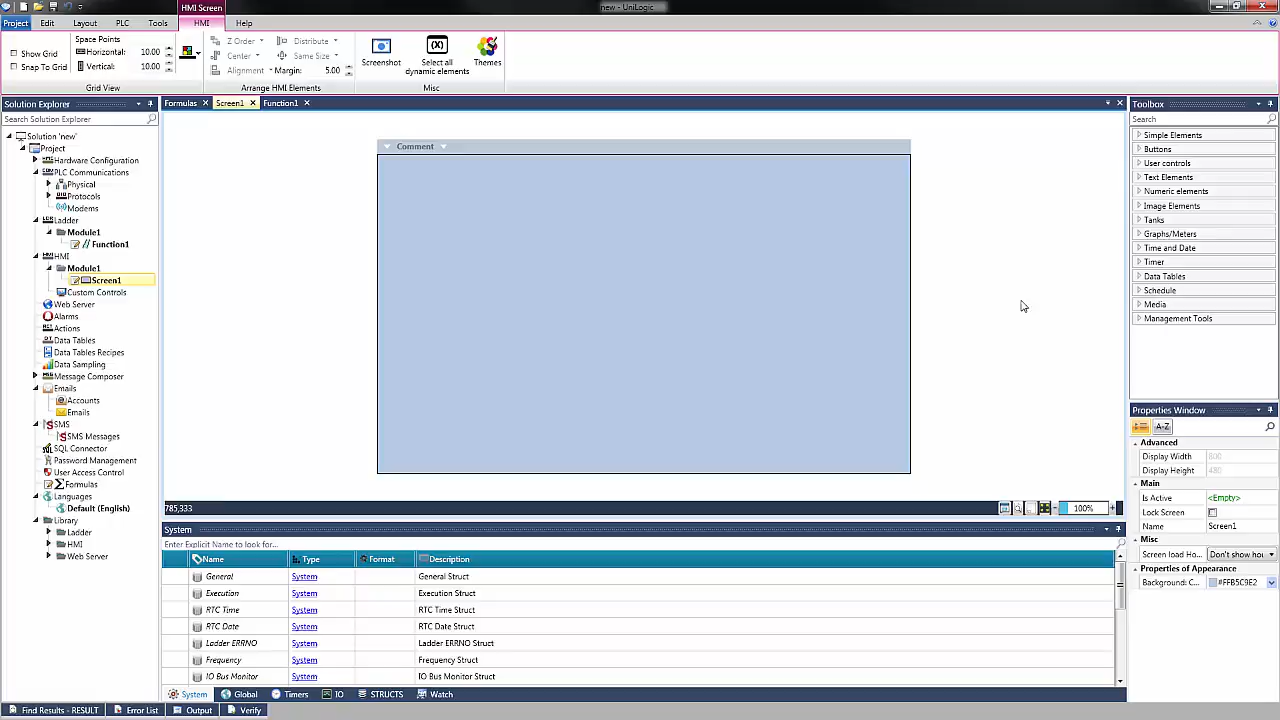 HMI Screen
new - UniLogic
Project Edit Layout PLC Tools HMI Help
Show Grid
Snap To Grid
Space Points
Horizontal: 10.00
Vertical: 10.00
Grid View
Z Order Distribute
Center Same Size
Alignment Margin: 5.00
Arrange HMI Elements
Screenshot
Select all dynamic elements
Themes
Misc
Solution Explorer
Search Solution Explorer
Solution 'new'
Project
Hardware Configuration
PLC Communications
Physical
Protocols
Modems
Ladder
Module1
Function1
HMI
Module1
Screen1
Custom Controls
Web Server
Alarms
Actions
Data Tables
Data Tables Recipes
Data Sampling
Message Composer
Emails
Accounts
Emails
SMS
SMS Messages
SQL Connector
Password Management
User Access Control
Formulas
Languages
Default (English)
Library
Ladder
HMI
Web Server
Formulas Screen1 Function1
Comment
785,333
100%
System
Enter Explicit Name to look for...
Name Type Format Description
General System General Struct
Execution System Execution Struct
RTC Time System RTC Time Struct
RTC Date System RTC Date Struct
Ladder ERRNO System Ladder ERRNO Struct
Frequency System Frequency Struct
IO Bus Monitor System IO Bus Monitor Struct
System Global Timers IO STRUCTS Watch
Toolbox
Search
Simple Elements
Buttons
User controls
Text Elements
Numeric elements
Image Elements
Tanks
Graphs/Meters
Time and Date
Timer
Data Tables
Schedule
Media
Management Tools
Properties Window
A-Z
Advanced
Display Width 800
Display Height 480
Main
Is Active <Empty>
Lock Screen
Name Screen1
Misc
Screen load Ho... Don't show hou
Properties of Appearance
Background: C... #FFB5C9E2
Find Results - RESULT Error List Output Verify